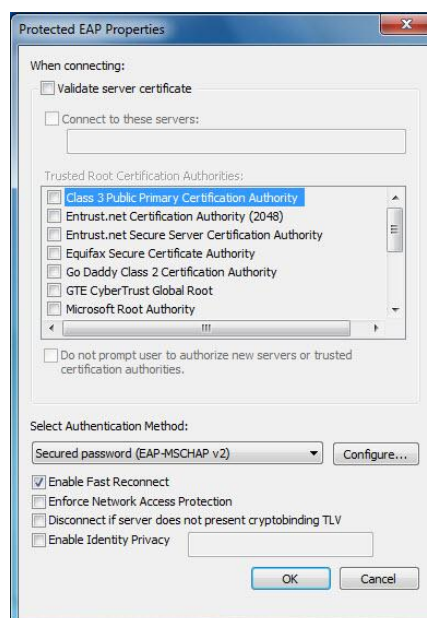 Protected EAP Properties
When connecting:
Validate server certificate
Connect to these servers:
Trusted Root Certification Authorities:
Class 3 Public Primary Certification Authority
Entrust.net Certification Authority (2048)
Entrust.net Secure Server Certification Authority
Equifax Secure Certificate Authority
Go Daddy Class 2 Certification Authority
GTE CyberTrust Global Root
Microsoft Root Authority
Do not prompt user to authorize new servers or trusted
certification authorities.
Select Authentication Method:
Secured password (EAP-MSCHAP v2) Configure...
Enable Fast Reconnect
Enforce Network Access Protection
Disconnect if server does not present cryptobinding TLV
Enable Identity Privacy
OK Cancel